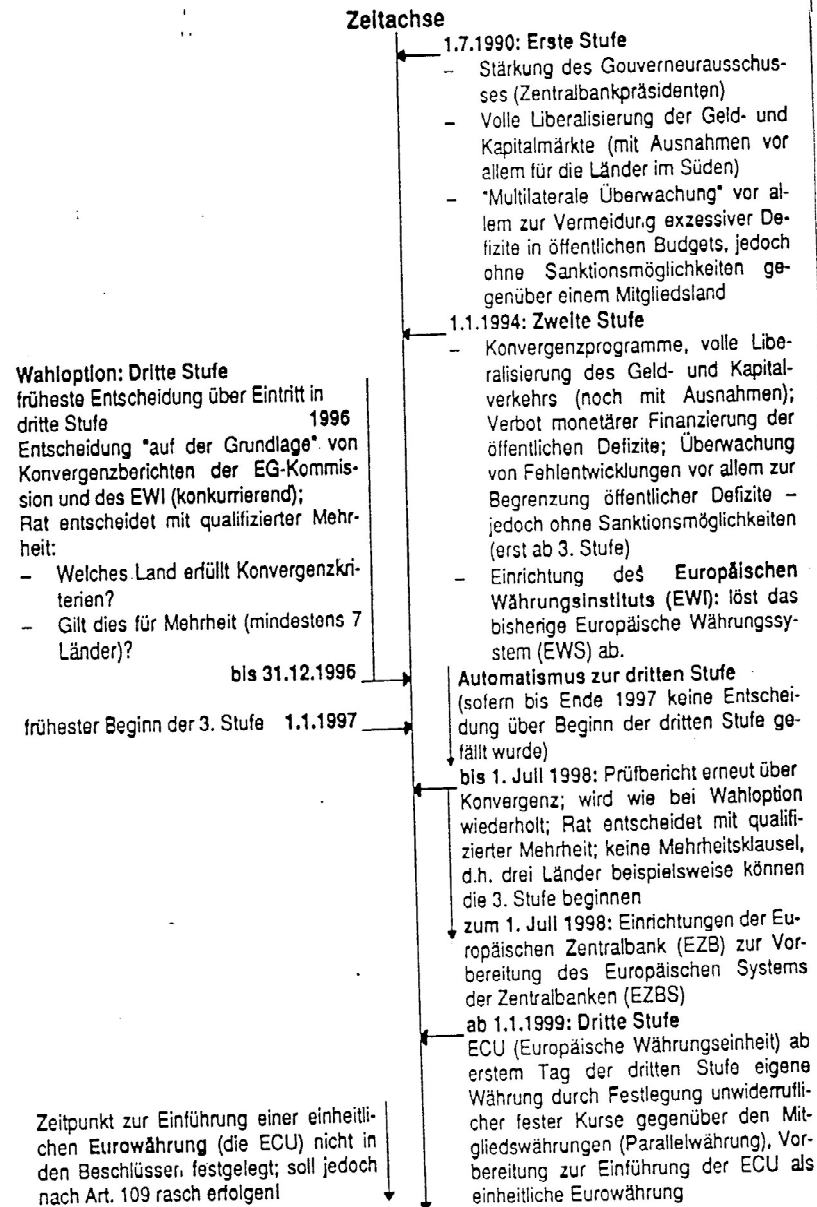 Zeitachse
1.7.1990: Erste Stufe
– Stärkung des Gouverneurausschus-
ses (Zentralbankpräsidenten)
– Volle Liberalisierung der Geld- und
Kapitalmärkte (mit Ausnahmen vor
allem für die Länder im Süden)
– "Multilaterale Überwachung" vor al-
lem zur Vermeidung exzessiver De-
fizite in öffentlichen Budgets, jedoch
ohne Sanktionsmöglichkeiten ge-
genüber einem Mitgliedsland
1.1.1994: Zweite Stufe
– Konvergenzprogramme, volle Libe-
ralisierung des Geld- und Kapital-
verkehrs (noch mit Ausnahmen);
Verbot monetärer Finanzierung der
öffentlichen Defizite; Überwachung
von Fehlentwicklungen vor allem zur
Begrenzung öffentlicher Defizite –
jedoch ohne Sanktionsmöglichkeiten
(erst ab 3. Stufe)
– Einrichtung des Europäischen
Währungsinstituts (EWI): löst das
bisherige Europäische Währungssy-
stem (EWS) ab.
Wahloption: Dritte Stufe
früheste Entscheidung über Eintritt in
dritte Stufe 1996
Entscheidung "auf der Grundlage" von
Konvergenzberichten der EG-Kommis-
sion und des EWI (konkurrierend);
Rat entscheidet mit qualifizierter Mehr-
heit:
– Welches Land erfüllt Konvergenzkri-
terien?
– Gilt dies für Mehrheit (mindestens 7
Länder)?
bis 31.12.1996
frühester Beginn der 3. Stufe 1.1.1997
Automatismus zur dritten Stufe
(sofern bis Ende 1997 keine Entschei-
dung über Beginn der dritten Stufe ge-
fällt wurde)
bis 1. Juli 1998: Prüfbericht erneut über
Konvergenz; wird wie bei Wahloption
wiederholt; Rat entscheidet mit qualifi-
zierter Mehrheit; keine Mehrheitsklausel,
d.h. drei Länder beispielsweise können
die 3. Stufe beginnen
zum 1. Juli 1998: Einrichtungen der Eu-
ropäischen Zentralbank (EZB) zur Vor-
bereitung des Europäischen Systems
der Zentralbanken (EZBS)
ab 1.1.1999: Dritte Stufe
ECU (Europäische Währungseinheit) ab
erstem Tag der dritten Stufe eigene
Währung durch Festlegung unwiderrufli-
cher fester Kurse gegenüber den Mit-
gliedswährungen (Parallelwährung), Vor-
bereitung zur Einführung der ECU als
einheitliche Eurowährung
Zeitpunkt zur Einführung einer einheitli-
chen Eurowährung (die ECU) nicht in
den Beschlüssen festgelegt; soll jedoch
nach Art. 109 rasch erfolgen!